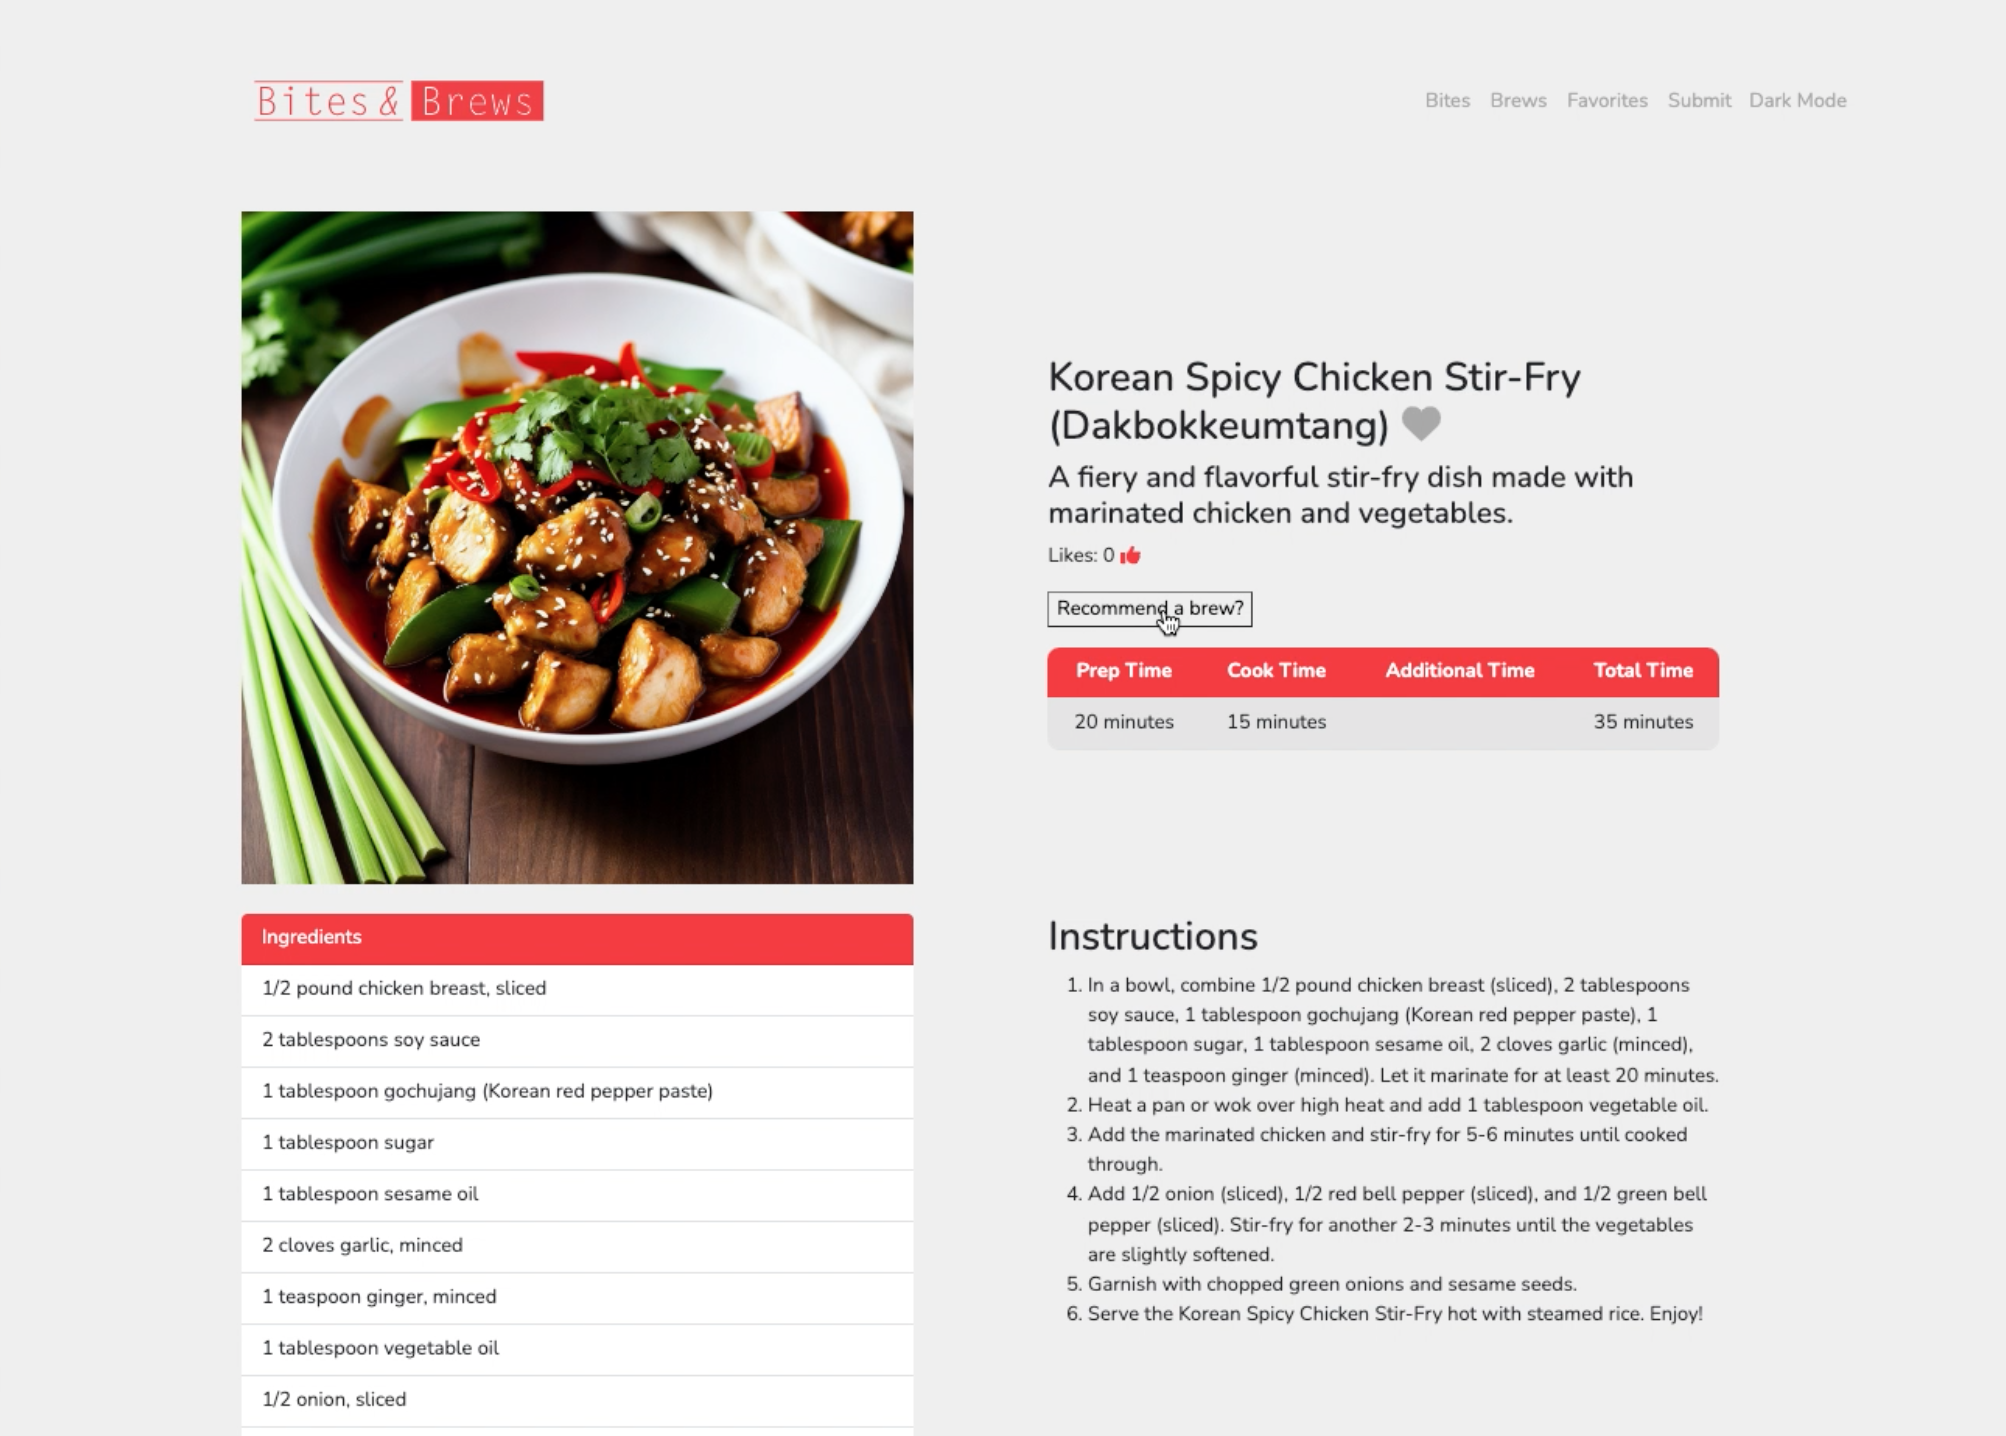 Bites & Brews
Bites Brews Favorites Submit Dark Mode
Korean Spicy Chicken Stir-Fry
(Dakbokkeumtang)
A fiery and flavorful stir-fry dish made with
marinated chicken and vegetables.
Likes: 0
Recommend a brew?
Prep Time Cook Time Additional Time Total Time
20 minutes 15 minutes 35 minutes
Ingredients
1/2 pound chicken breast, sliced
2 tablespoons soy sauce
1 tablespoon gochujang (Korean red pepper paste)
1 tablespoon sugar
1 tablespoon sesame oil
2 cloves garlic, minced
1 teaspoon ginger, minced
1 tablespoon vegetable oil
1/2 onion, sliced
Instructions
1. In a bowl, combine 1/2 pound chicken breast (sliced), 2 tablespoons
soy sauce, 1 tablespoon gochujang (Korean red pepper paste), 1
tablespoon sugar, 1 tablespoon sesame oil, 2 cloves garlic (minced),
and 1 teaspoon ginger (minced). Let it marinate for at least 20 minutes.
2. Heat a pan or wok over high heat and add 1 tablespoon vegetable oil.
3. Add the marinated chicken and stir-fry for 5-6 minutes until cooked
through.
4. Add 1/2 onion (sliced), 1/2 red bell pepper (sliced), and 1/2 green bell
pepper (sliced). Stir-fry for another 2-3 minutes until the vegetables
are slightly softened.
5. Garnish with chopped green onions and sesame seeds.
6. Serve the Korean Spicy Chicken Stir-Fry hot with steamed rice. Enjoy!